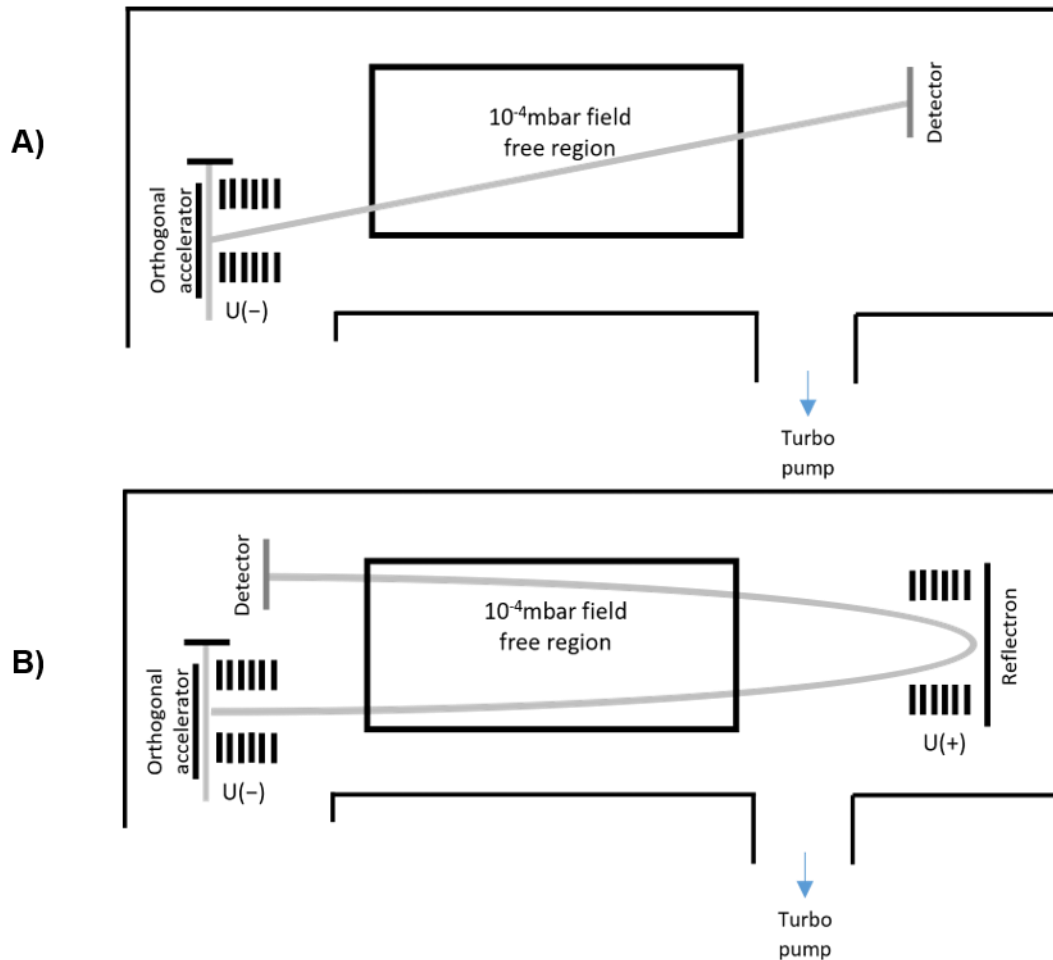 A)
Orthogonal
accelerator
U(−)
10⁻⁴mbar field
free region
Detector
Turbo
pump
B)
Detector
Orthogonal
accelerator
U(−)
10⁻⁴mbar field
free region
Reflectron
U(+)
Turbo
pump